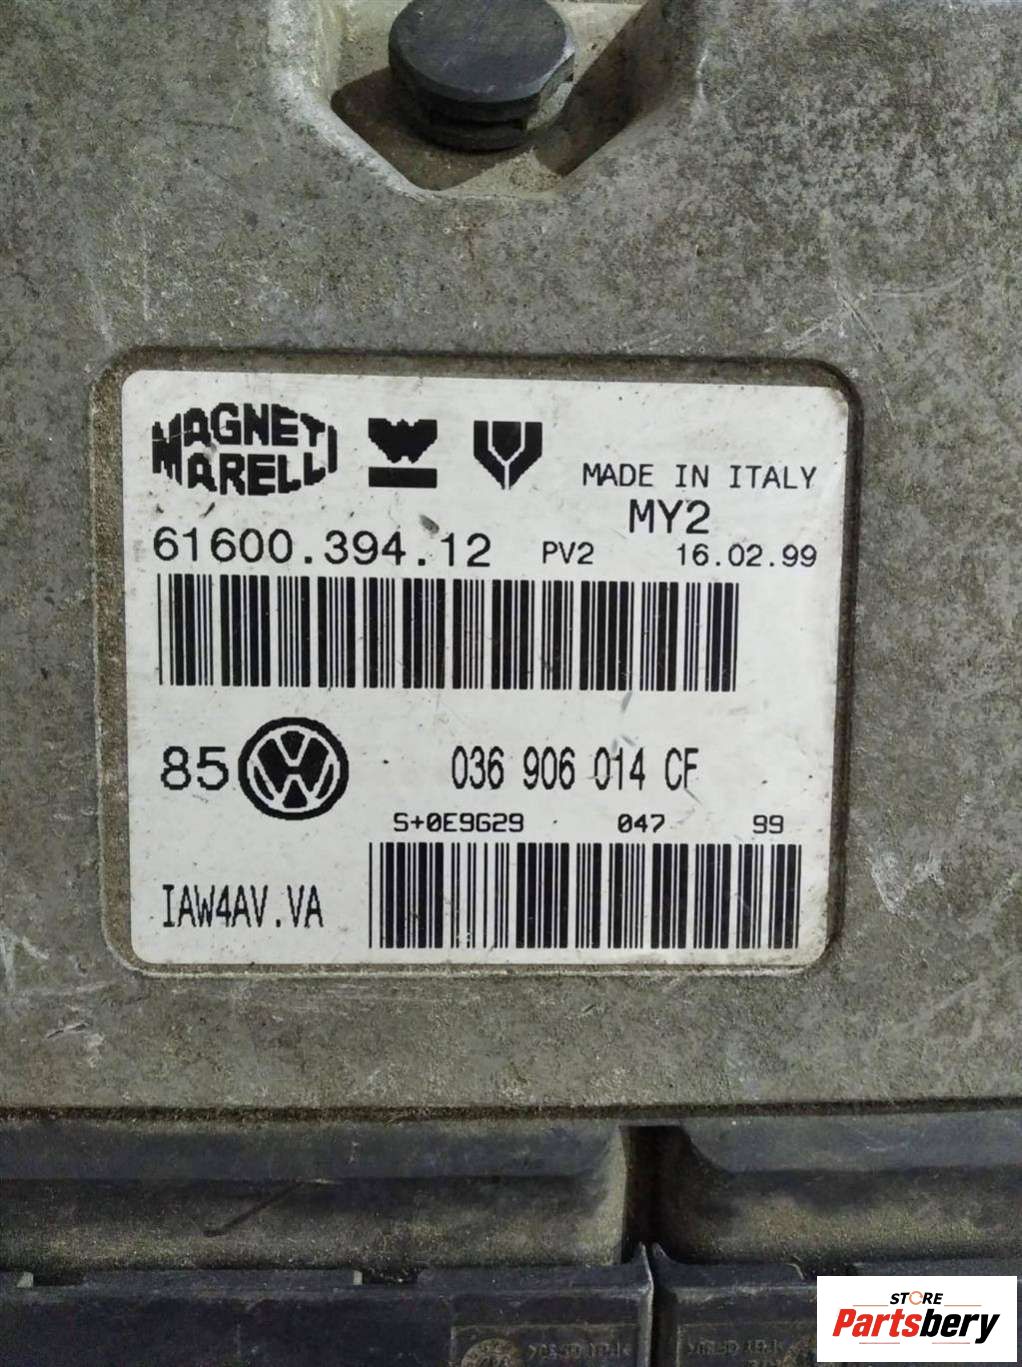 MAGNETI
MARELLI
MADE IN ITALY
MY2
61600.394.12 PV2 16.02.99
85 036 906 014 CF
S+0E9G29 047 99
IAW4AV.VA
STORE
Partsbery